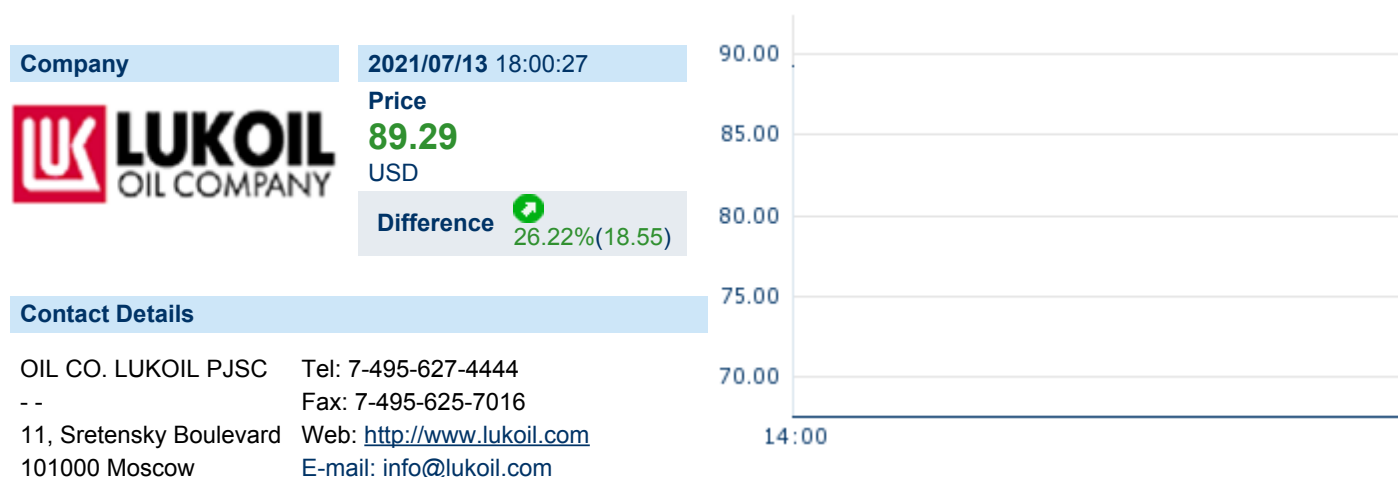 Company
2021/07/13 18:00:27
LUKOIL
OIL COMPANY
Price
89.29
USD
Difference
26.22%(18.55)
Contact Details
OIL CO. LUKOIL PJSC
- -
11, Sretensky Boulevard
101000 Moscow
Tel: 7-495-627-4444
Fax: 7-495-625-7016
Web: http://www.lukoil.com
E-mail: info@lukoil.com
90.00
85.00
80.00
75.00
70.00
14:00